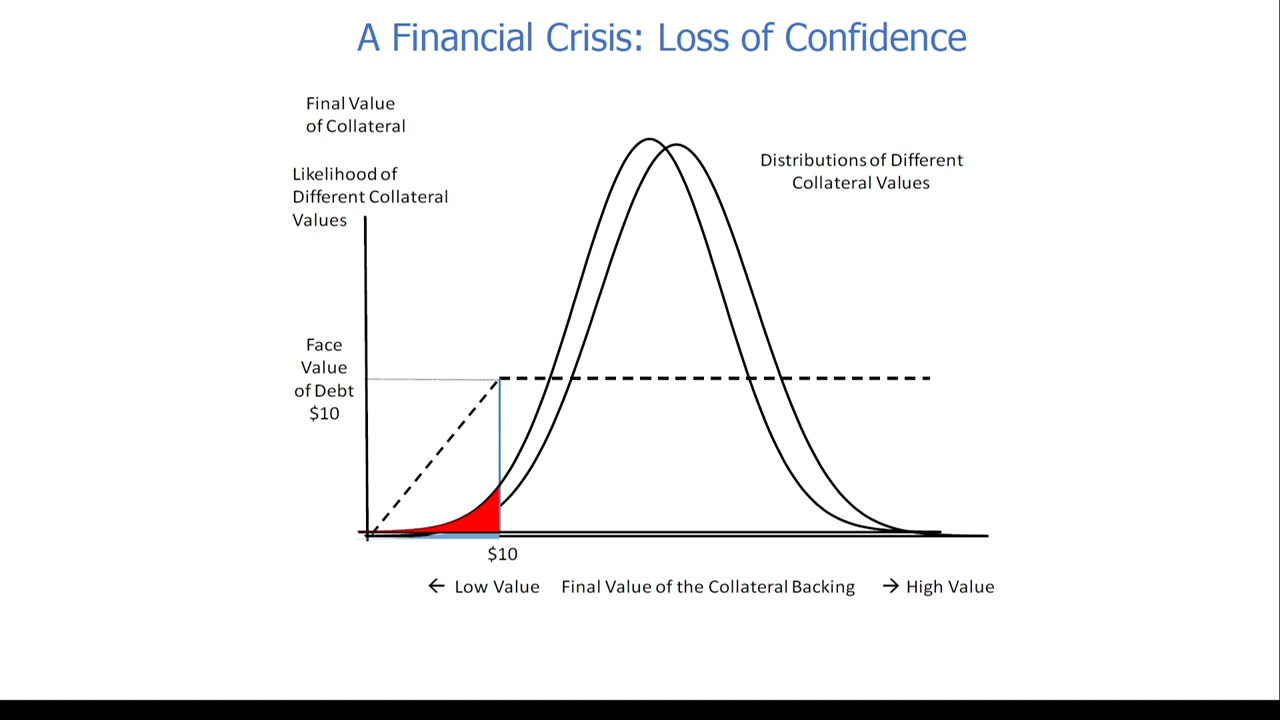 A Financial Crisis: Loss of Confidence
Final Value
of Collateral
Likelihood of
Different Collateral
Values
Distributions of Different
Collateral Values
Face
Value
of Debt
$10
$10
← Low Value Final Value of the Collateral Backing → High Value